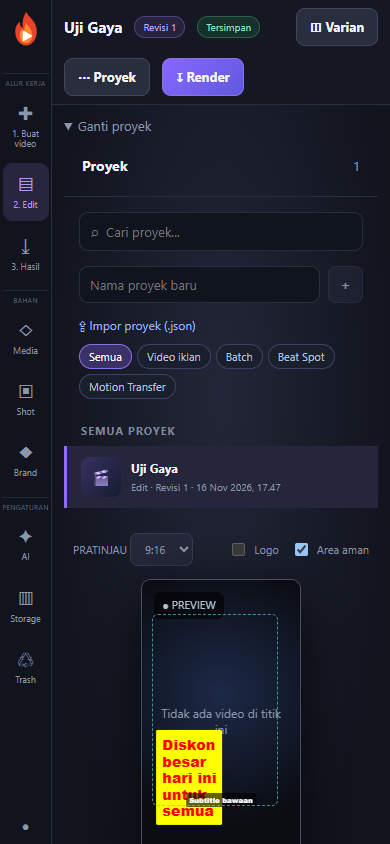 Uji Gaya
Revisi 1
Tersimpan
Varian
Proyek
Render
ALUR KERJA
1. Buat
video
2. Edit
3. Hasil
BAHAN
Media
Shot
Brand
PENGATURAN
AI
Storage
Trash
Ganti proyek
Proyek
1
Cari proyek...
Nama proyek baru
+
Impor proyek (.json)
Semua
Video iklan
Batch
Beat Spot
Motion Transfer
SEMUA PROYEK
Uji Gaya
Edit · Revisi 1 · 16 Nov 2026, 17.47
PRATINJAU
9:16
Logo
Area aman
PREVIEW
Tidak ada video di titik
ini
Diskon
besar
hari ini
untuk
semua
Subtitle bawaan